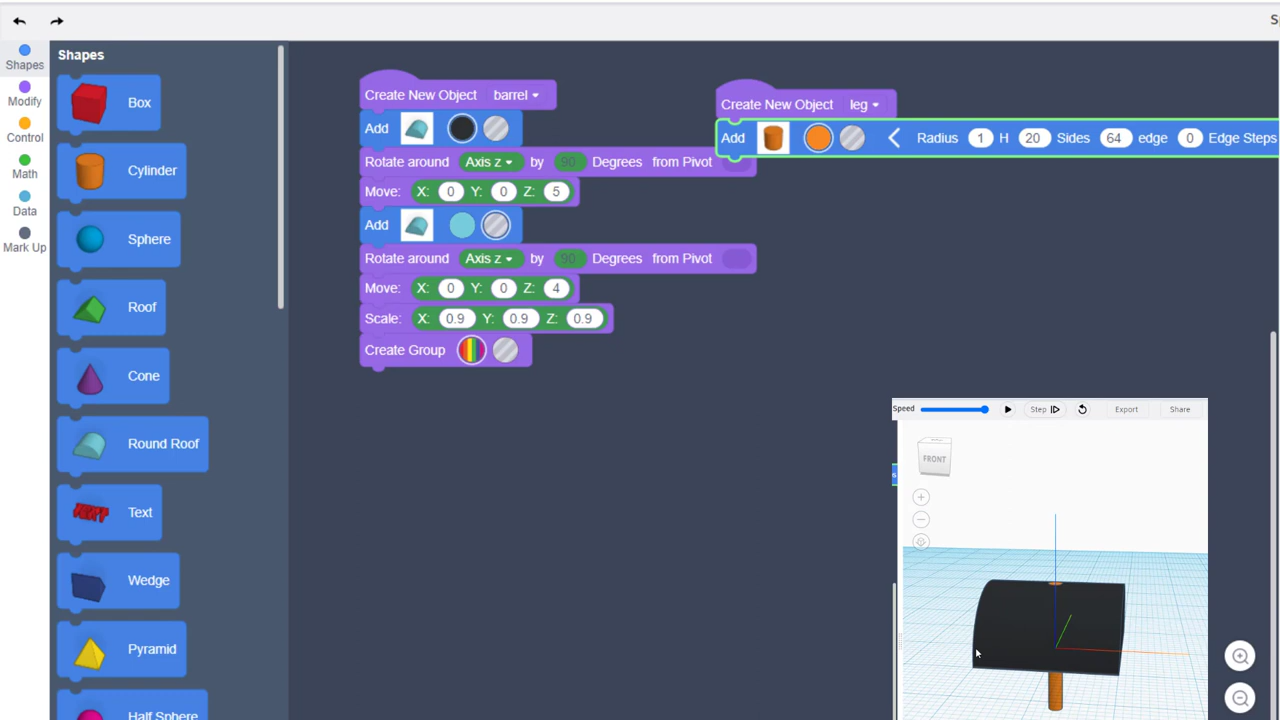 S
Shapes
Modify
Control
Math
Data
Mark Up
Shapes
Box
Cylinder
Sphere
Roof
Cone
Round Roof
Text
Wedge
Pyramid
Half Sphere
Create New Object barrel
Add
Rotate around Axis z by 90 Degrees from Pivot
Move: X: 0 Y: 0 Z: 5
Add
Rotate around Axis z by 90 Degrees from Pivot
Move: X: 0 Y: 0 Z: 4
Scale: X: 0.9 Y: 0.9 Z: 0.9
Create Group
Create New Object leg
Add Radius 1 H 20 Sides 64 edge 0 Edge Steps
Speed Step Export Share
FRONT